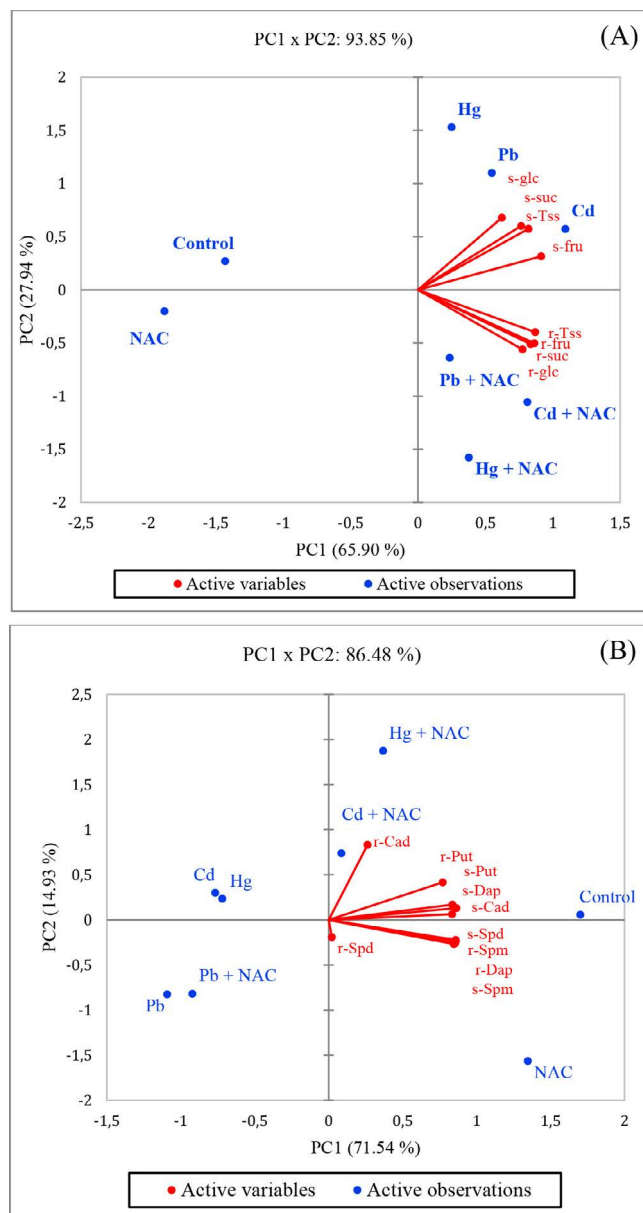 PC1 x PC2: 93.85 %)
(A)
2
1,5
1
0,5
0
-0,5
-1
-1,5
-2
PC2 (27.94 %)
Hg
Pb
s-glc
s-suc
s-Tss
Cd
s-fru
Control
NAC
r-Tss
r-fru
r-suc
r-glc
Pb + NAC
Cd + NAC
Hg + NAC
-2,5 -2 -1,5 -1 -0,5 0 0,5 1 1,5
PC1 (65.90 %)
Active variables Active observations
PC1 x PC2: 86.48 %)
(B)
2,5
2
1,5
1
0,5
0
-0,5
-1
-1,5
-2
PC2 (14.93 %)
Hg + NAC
Cd + NAC
r-Cad
r-Put
s-Put
s-Dap
s-Cad
Cd
Hg
Control
s-Spd
r-Spd
r-Spm
r-Dap
s-Spm
Pb + NAC
Pb
NAC
-1,5 -1 -0,5 0 0,5 1 1,5 2
PC1 (71.54 %)
Active variables Active observations